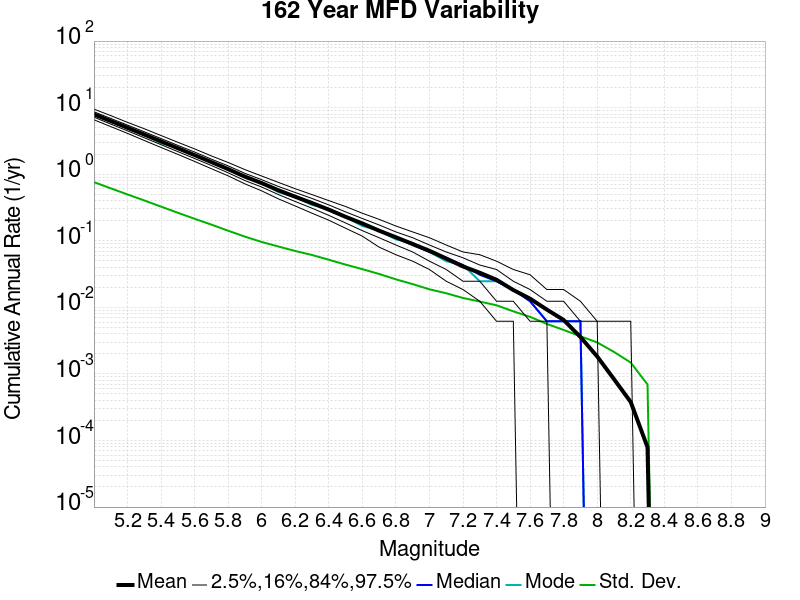 162 Year MFD Variability
10 2
10 1
10 0
10 -1
10 -2
10 -3
10 -4
10 -5
Cumulative Annual Rate (1/yr)
5.2 5.4 5.6 5.8 6 6.2 6.4 6.6 6.8 7 7.2 7.4 7.6 7.8 8 8.2 8.4 8.6 8.8 9
Magnitude
Mean 2.5%,16%,84%,97.5% Median Mode Std. Dev.